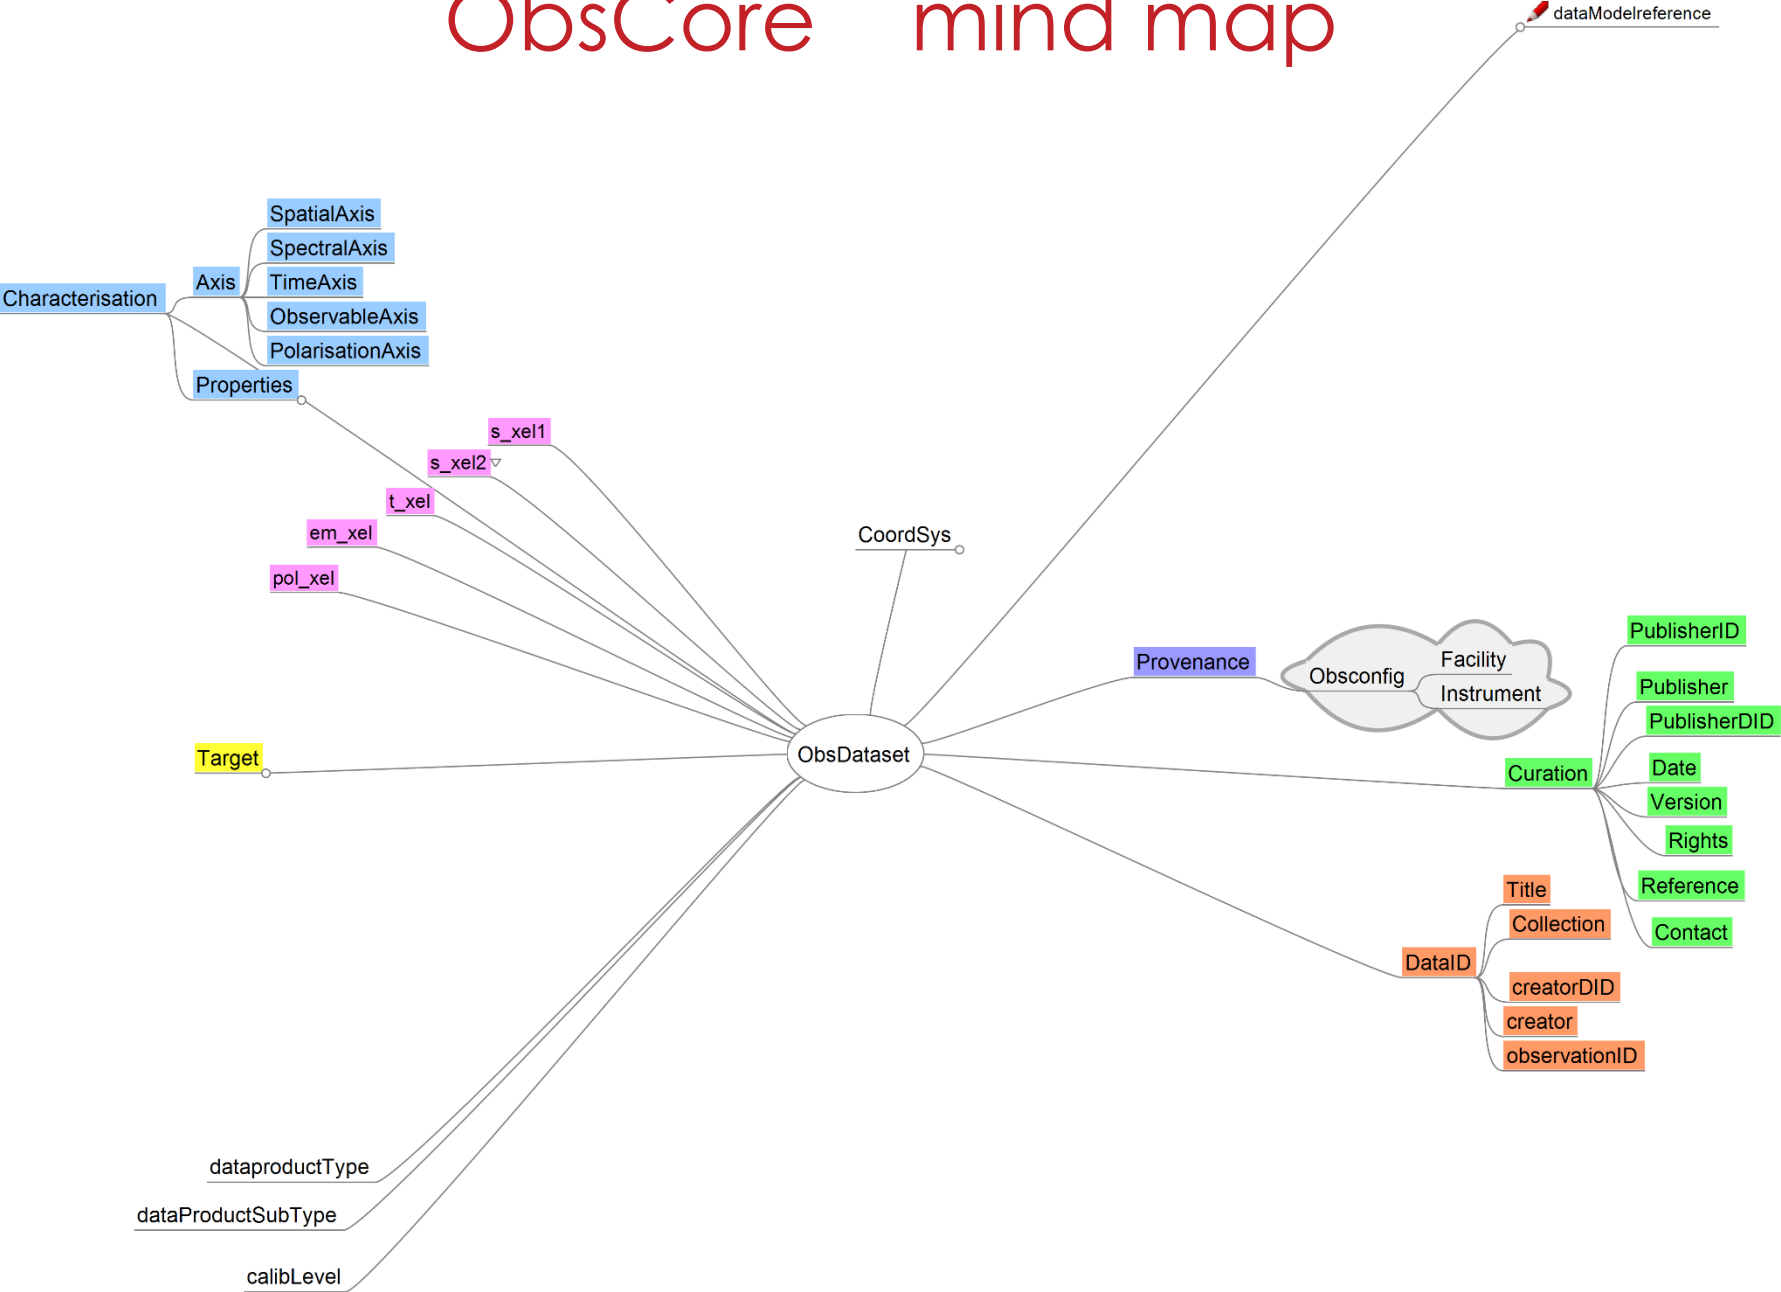 ObsCore mind map
dataModelreference
SpatialAxis
SpectralAxis
Axis
TimeAxis
Characterisation
ObservableAxis
PolarisationAxis
Properties
s_xel1
s_xel2
t_xel
em_xel
pol_xel
CoordSys
Provenance
Obsconfig
Facility
Instrument
PublisherID
Publisher
PublisherDID
ObsDataset
Target
Curation
Date
Version
Rights
Reference
Contact
Title
Collection
DataID
creatorDID
creator
observationID
dataproductType
dataProductSubType
calibLevel